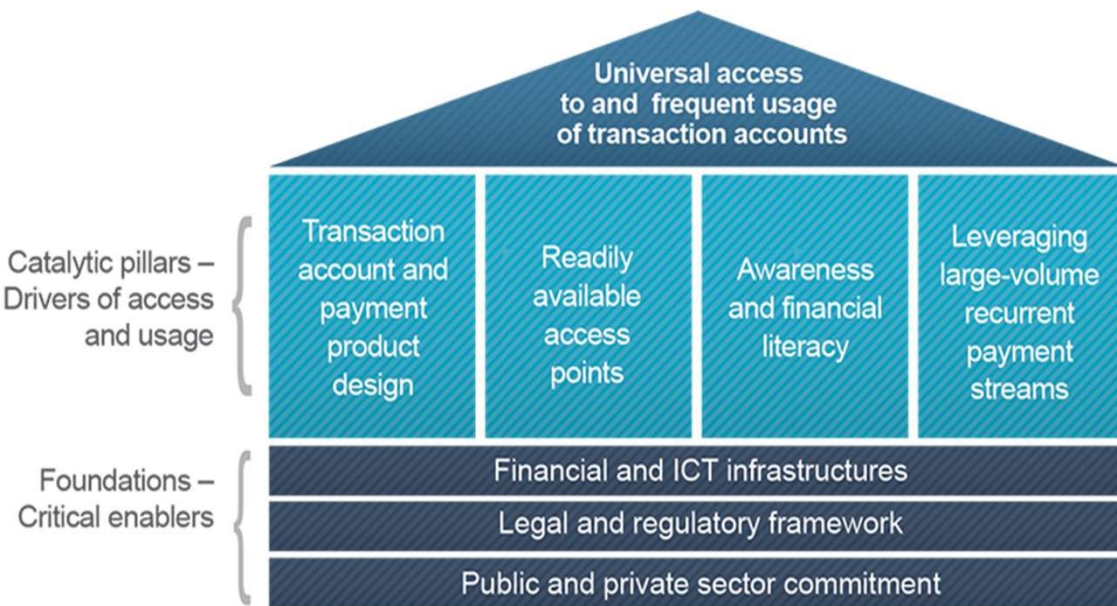 Universal access
to and frequent usage
of transaction accounts
Catalytic pillars –
Drivers of access
and usage
Transaction
account and
payment
product
design
Readily
available
access
points
Awareness
and financial
literacy
Leveraging
large-volume
recurrent
payment
streams
Foundations –
Critical enablers
Financial and ICT infrastructures
Legal and regulatory framework
Public and private sector commitment